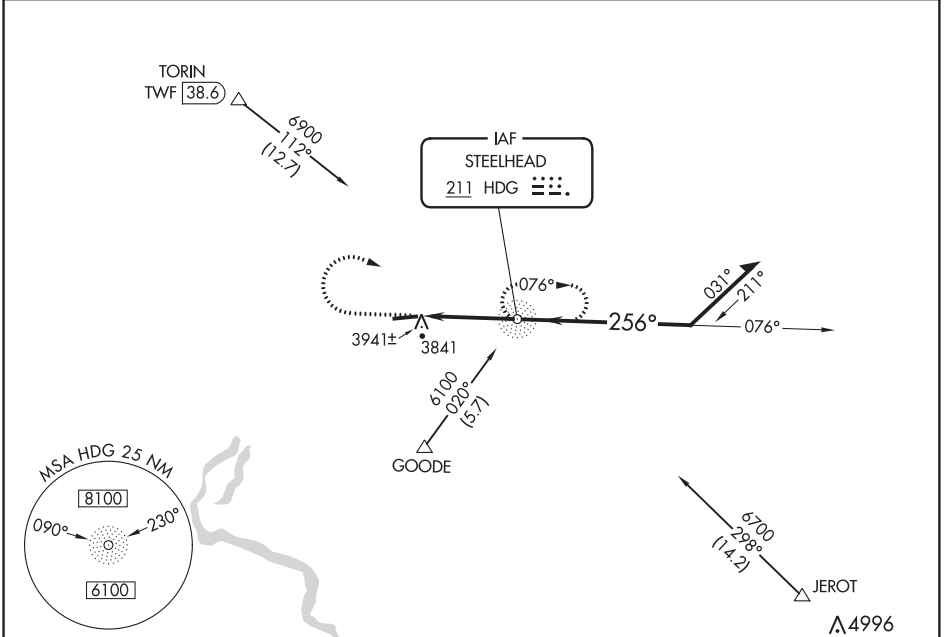 TORIN
TWF 38.6
6900
112°
(12.7)
IAF
STEELHEAD
211 HDG
076°
031°
211°
256°
076°
3941±
3841
6100
020°
(5.7)
GOODE
MSA HDG 25 NM
8100
090°
230°
6100
6700
298°
(14.2)
JEROT
4996